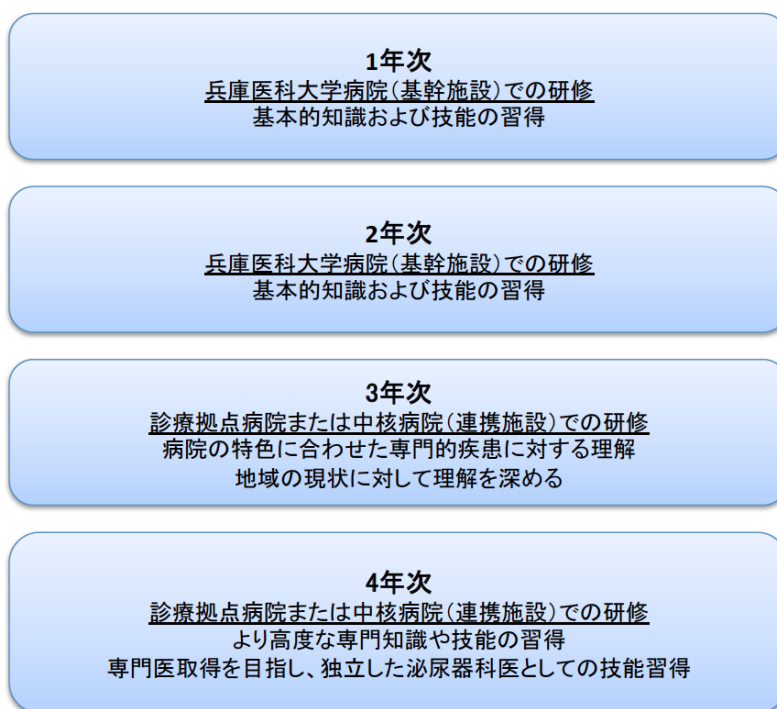 1年次
兵庫医科大学病院(基幹施設)での研修
基本的知識および技能の習得
2年次
兵庫医科大学病院(基幹施設)での研修
基本的知識および技能の習得
3年次
診療拠点病院または中核病院(連携施設)での研修
病院の特色に合わせた専門的疾患に対する理解
地域の現状に対して理解を深める
4年次
診療拠点病院または中核病院(連携施設)での研修
より高度な専門知識や技能の習得
専門医取得を目指し、独立した泌尿器科医としての技能習得